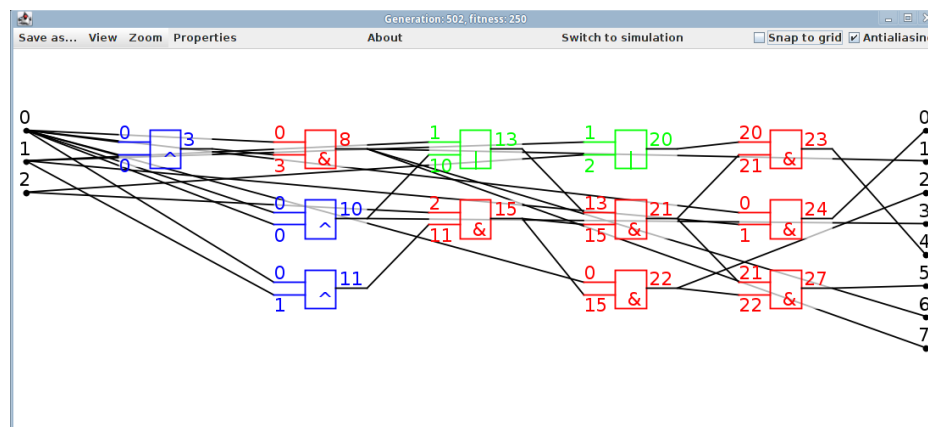 Generation: 502, fitness: 250
Save as... View Zoom Properties About Switch to simulation Snap to grid Antialiasing
0 0
1 1
2 2
3
4
5
6
7
0 ^ 3 0
0 & 8 3
1 | 13 10
1 | 20 2
20 & 23 21
0 ^ 10 0
2 & 15 11
13 & 21 15
0 & 24 1
0 ^ 11 1
0 & 22 15
21 & 27 22